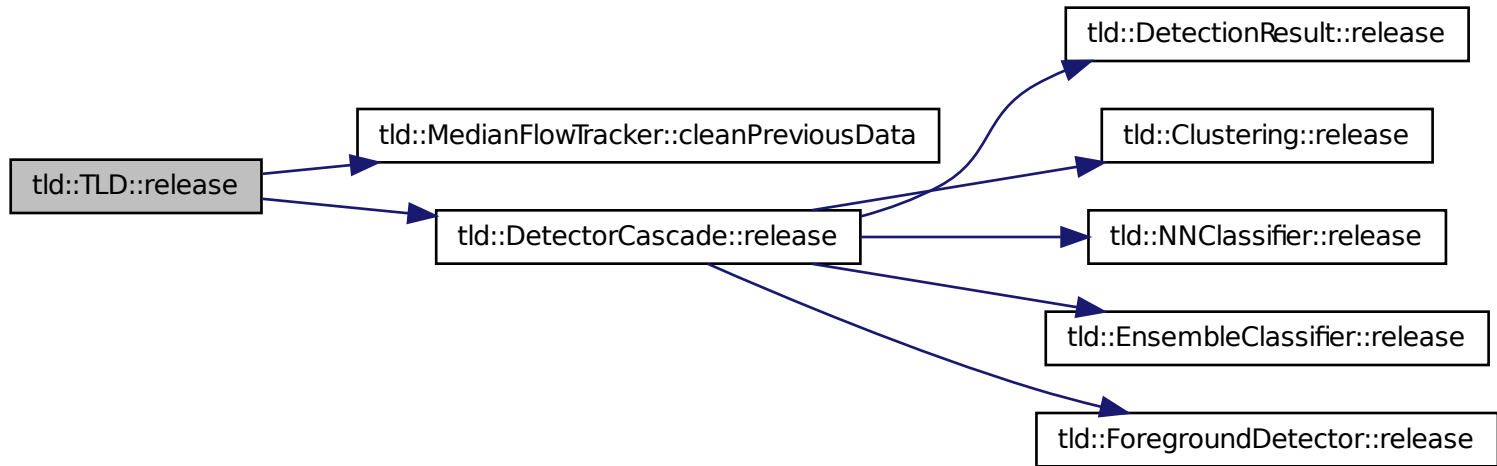 tld::DetectionResult::release
tld::MedianFlowTracker::cleanPreviousData
tld::Clustering::release
tld::TLD::release
tld::DetectorCascade::release
tld::NNClassifier::release
tld::EnsembleClassifier::release
tld::ForegroundDetector::release